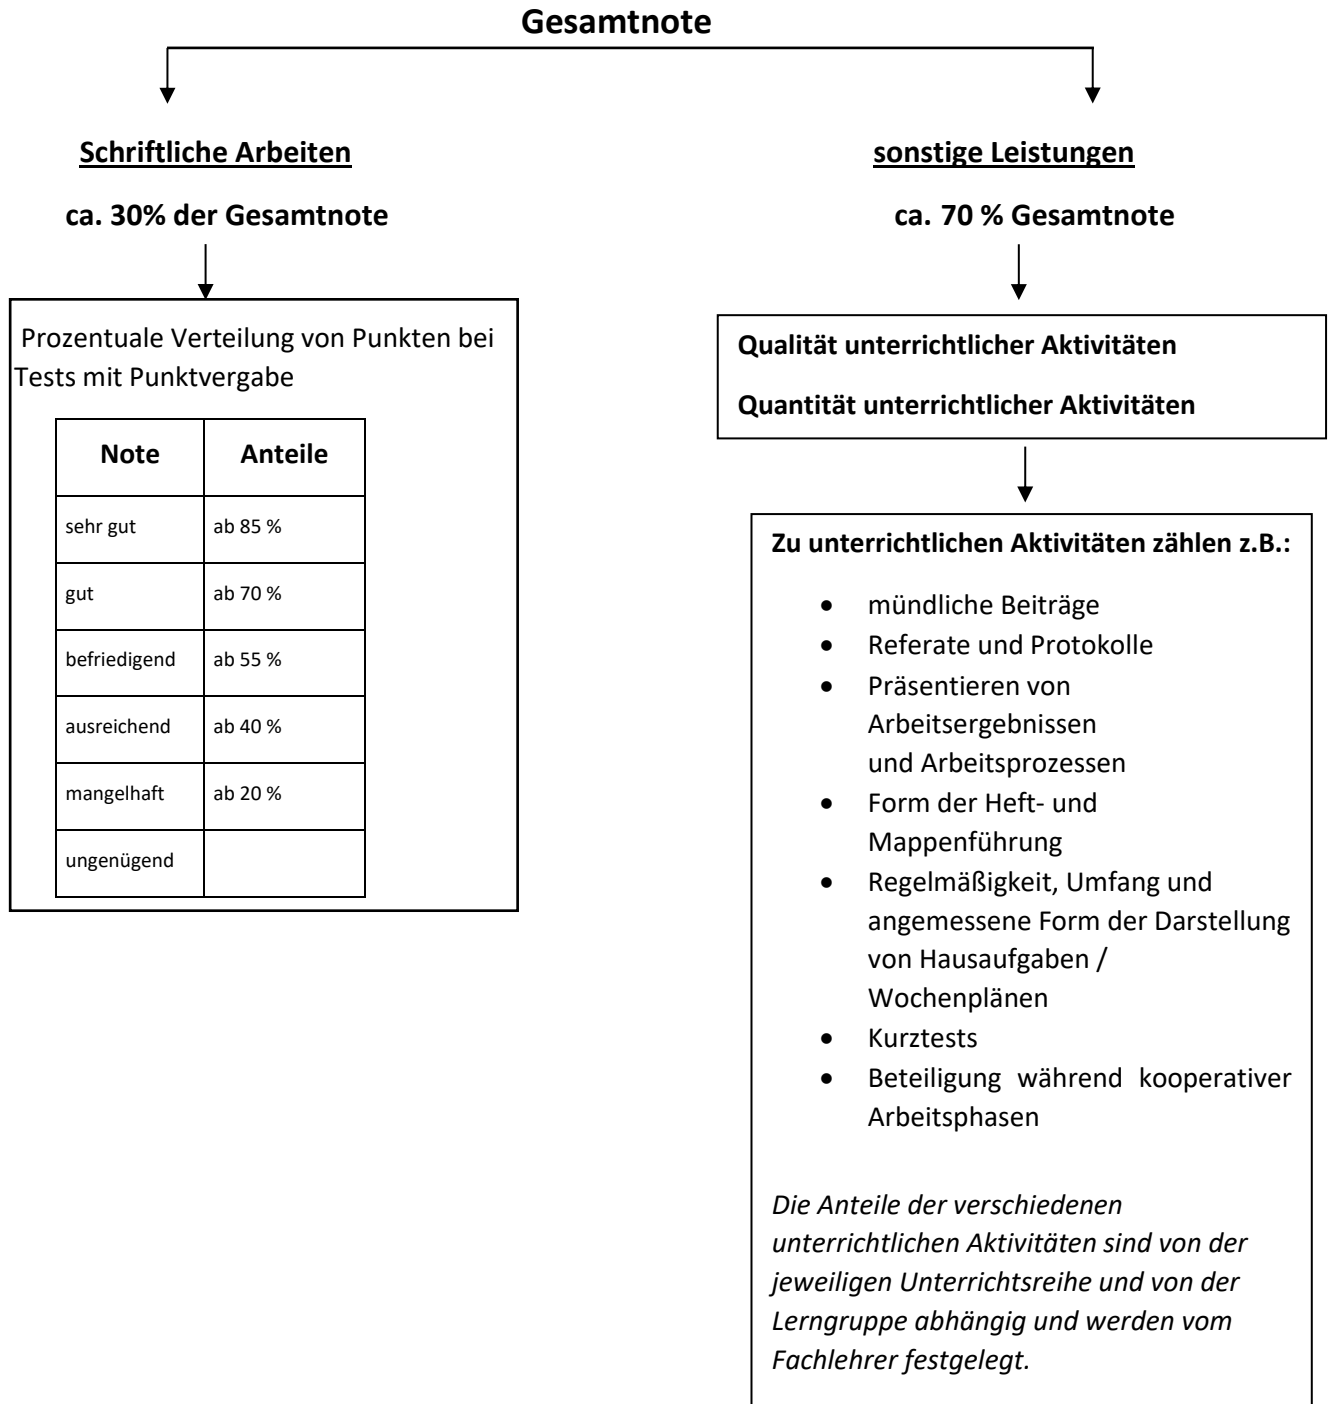 Gesamtnote
Schriftliche Arbeiten
ca. 30% der Gesamtnote
Prozentuale Verteilung von Punkten bei
Tests mit Punktvergabe
Note Anteile
sehr gut ab 85 %
gut ab 70 %
befriedigend ab 55 %
ausreichend ab 40 %
mangelhaft ab 20 %
ungenügend
sonstige Leistungen
ca. 70 % Gesamtnote
Qualität unterrichtlicher Aktivitäten
Quantität unterrichtlicher Aktivitäten
Zu unterrichtlichen Aktivitäten zählen z.B.:
• mündliche Beiträge
• Referate und Protokolle
• Präsentieren von
Arbeitsergebnissen
und Arbeitsprozessen
• Form der Heft- und
Mappenführung
• Regelmäßigkeit, Umfang und
angemessene Form der Darstellung
von Hausaufgaben /
Wochenplänen
• Kurztests
• Beteiligung während kooperativer
Arbeitsphasen
Die Anteile der verschiedenen
unterrichtlichen Aktivitäten sind von der
jeweiligen Unterrichtsreihe und von der
Lerngruppe abhängig und werden vom
Fachlehrer festgelegt.